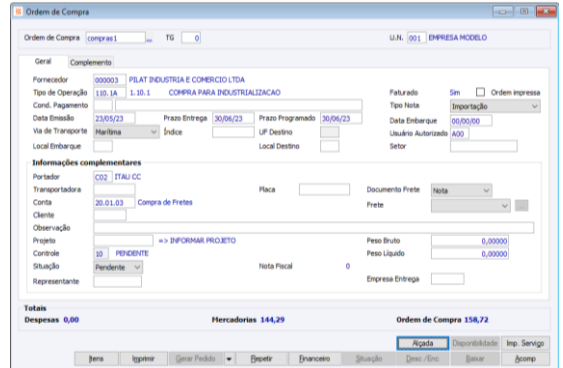 Ordem de Compra
Ordem de Compra compras1 ... TG 0 U.N. 001 EMPRESA MODELO
Geral Complemento
Fornecedor 000003 PILAT INDUSTRIA E COMERCIO LTDA
Tipo de Operação 110.1A 1.10.1 COMPRA PARA INDUSTRIALIZACAO Faturado Sim Ordem impressa
Cond. Pagamento Tipo Nota Importação
Data Emissão 23/05/23 Prazo Entrega 30/06/23 Prazo Programado 30/06/23 Data Embarque 00/00/00
Via de Transporte Marítima Índice UF Destino Usuário Autorizado A00
Local Embarque Local Destino Setor
Informações complementares
Portador C02 ITAU CC
Transportadora Placa Documento Frete Nota
Conta 20.01.03 Compra de Fretes Frete ...
Cliente
Observação
Projeto => INFORMAR PROJETO Peso Bruto 0,00000
Controle 10 PENDENTE Peso Líquido 0,00000
Situação Pendente Nota Fiscal 0
Representante Empresa Entrega
Totais
Despesas 0,00 Mercadorias 144,29 Ordem de Compra 158,72
Alçada Disponibilidade Imp. Serviço
Itens Imprimir Gerar Pedido Repetir Financeiro Situação Desc./Enc Baixar Acomp